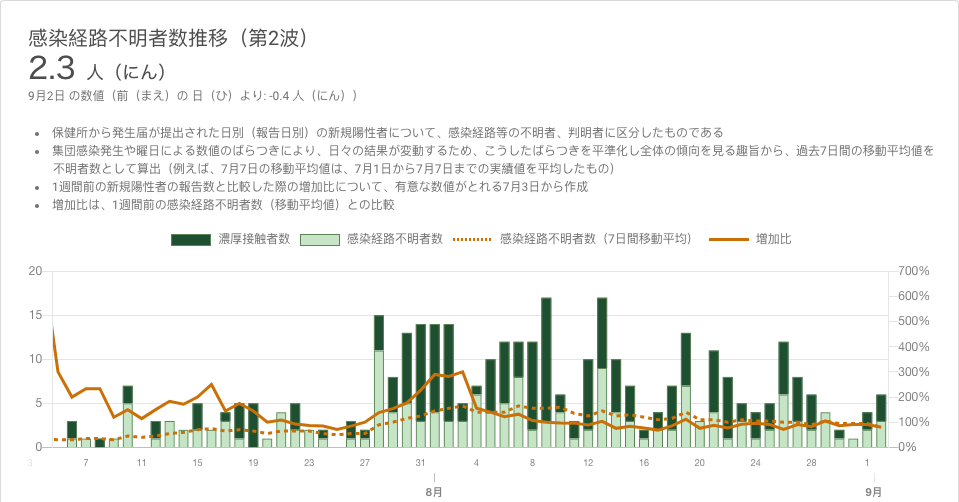 感染経路不明者数推移（第2波）
2.3 人（にん）
9月2日 の数値（前（まえ）の 日（ひ）より: -0.4 人（にん））
保健所から発生届が提出された日別（報告日別）の新規陽性者について、感染経路等の不明者、判明者に区分したものである
集団感染発生や曜日による数値のばらつきにより、日々の結果が変動するため、こうしたばらつきを平準化し全体の傾向を見る趣旨から、過去7日間の移動平均値を
不明者数として算出（例えば、7月7日の移動平均値は、7月1日から7月7日までの実績値を平均したもの）
1週間前の新規陽性者の報告数と比較した際の増加比について、有意な数値がとれる7月3日から作成
増加比は、1週間前の感染経路不明者数（移動平均値）との比較
濃厚接触者数 感染経路不明者数 感染経路不明者数（7日間移動平均） 増加比
20 700%
600%
15 500%
400%
10 300%
5 200%
100%
0 0%
3 7 11 15 19 23 27 31 4 8 12 16 20 24 28 1
8月 9月